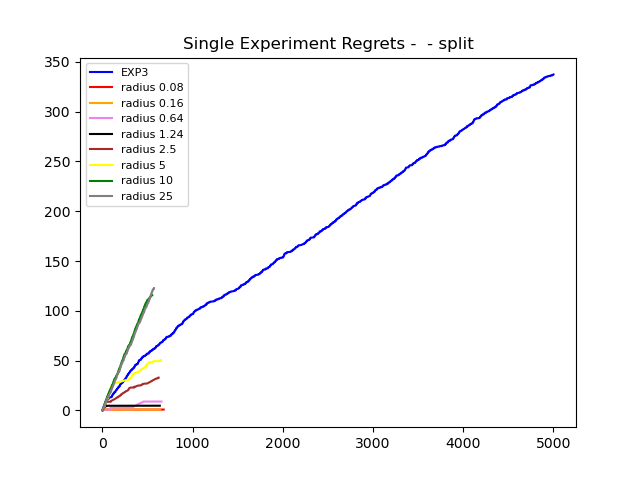 Single Experiment Regrets -  - split
350
300
250
200
150
100
50
0
EXP3
radius 0.08
radius 0.16
radius 0.64
radius 1.24
radius 2.5
radius 5
radius 10
radius 25
0 1000 2000 3000 4000 5000